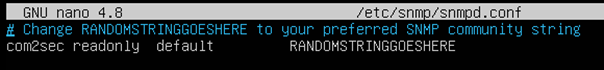 GNU nano 4.8 /etc/snmp/snmpd.conf
# Change RANDOMSTRINGGOESHERE to your preferred SNMP community string
com2sec readonly default RANDOMSTRINGGOESHERE